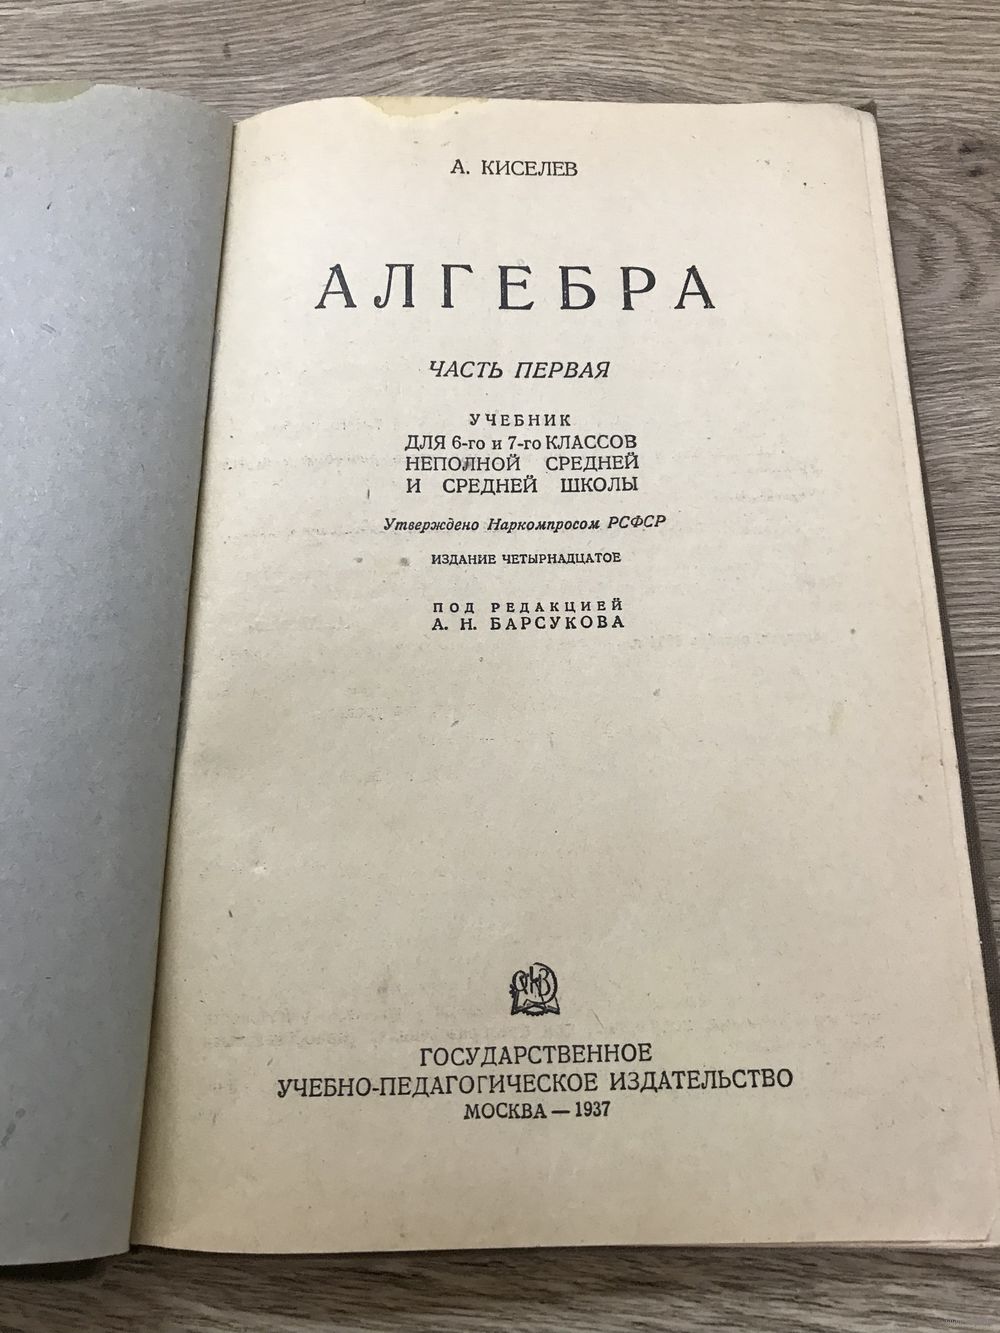 А. КИСЕЛЕВ
АЛГЕБРА
ЧАСТЬ ПЕРВАЯ
УЧЕБНИК
ДЛЯ 6-го и 7-го КЛАССОВ
НЕПОЛНОЙ СРЕДНЕЙ
И СРЕДНЕЙ ШКОЛЫ
Утверждено Наркомпросом РСФСР
ИЗДАНИЕ ЧЕТЫРНАДЦАТОЕ
ПОД РЕДАКЦИЕЙ
А. Н. БАРСУКОВА
ГОСУДАРСТВЕННОЕ
УЧЕБНО-ПЕДАГОГИЧЕСКОЕ ИЗДАТЕЛЬСТВО
МОСКВА — 1937